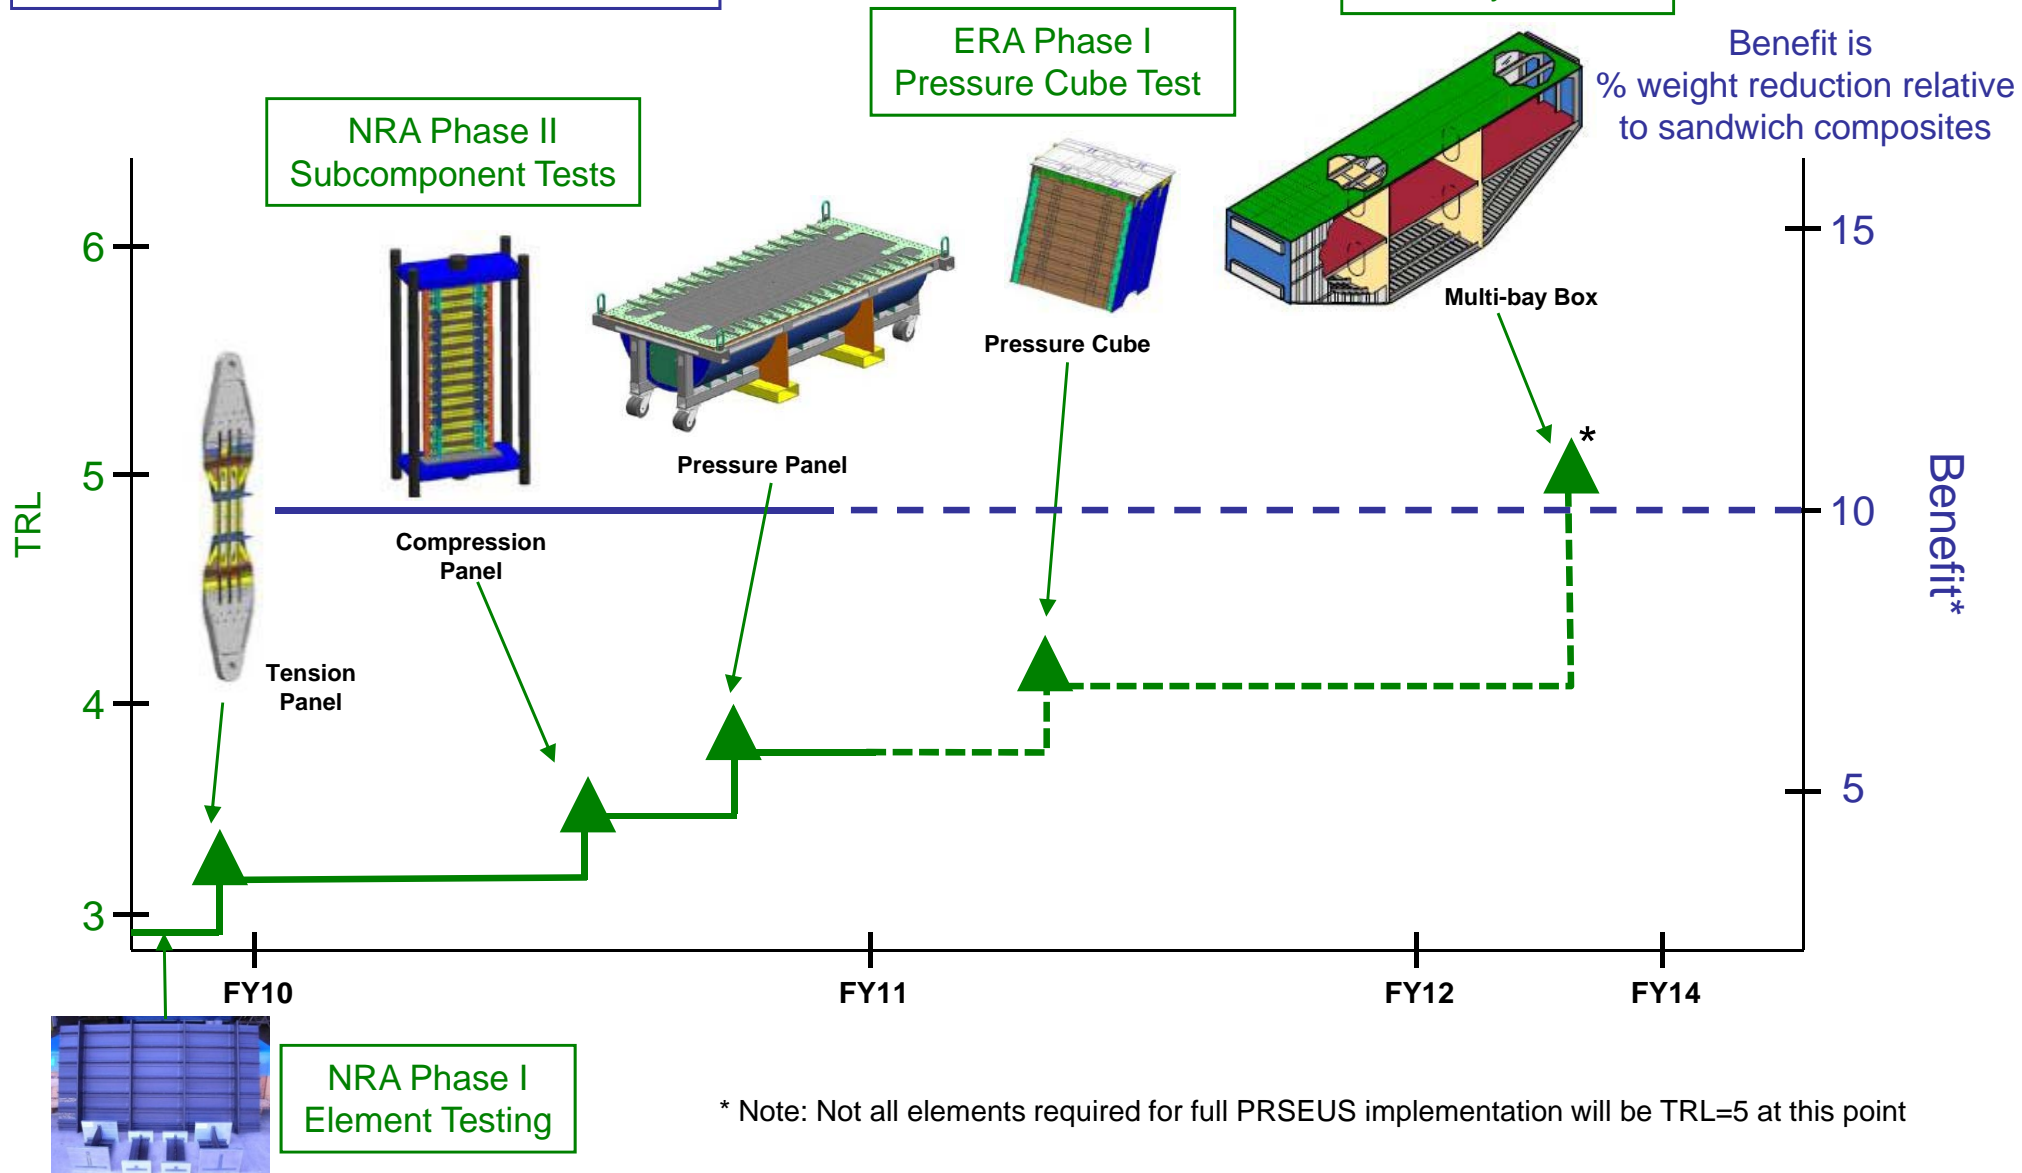 ERA Phase I
Pressure Cube Test
Benefit is
% weight reduction relative
to sandwich composites
NRA Phase II
Subcomponent Tests
6
15
Multi-bay Box
Pressure Cube
*
Pressure Panel
5
TRL
10
Benefit*
Compression
Panel
Tension
Panel
4
5
3
FY10
FY11
FY12
FY14
NRA Phase I
Element Testing
* Note: Not all elements required for full PRSEUS implementation will be TRL=5 at this point